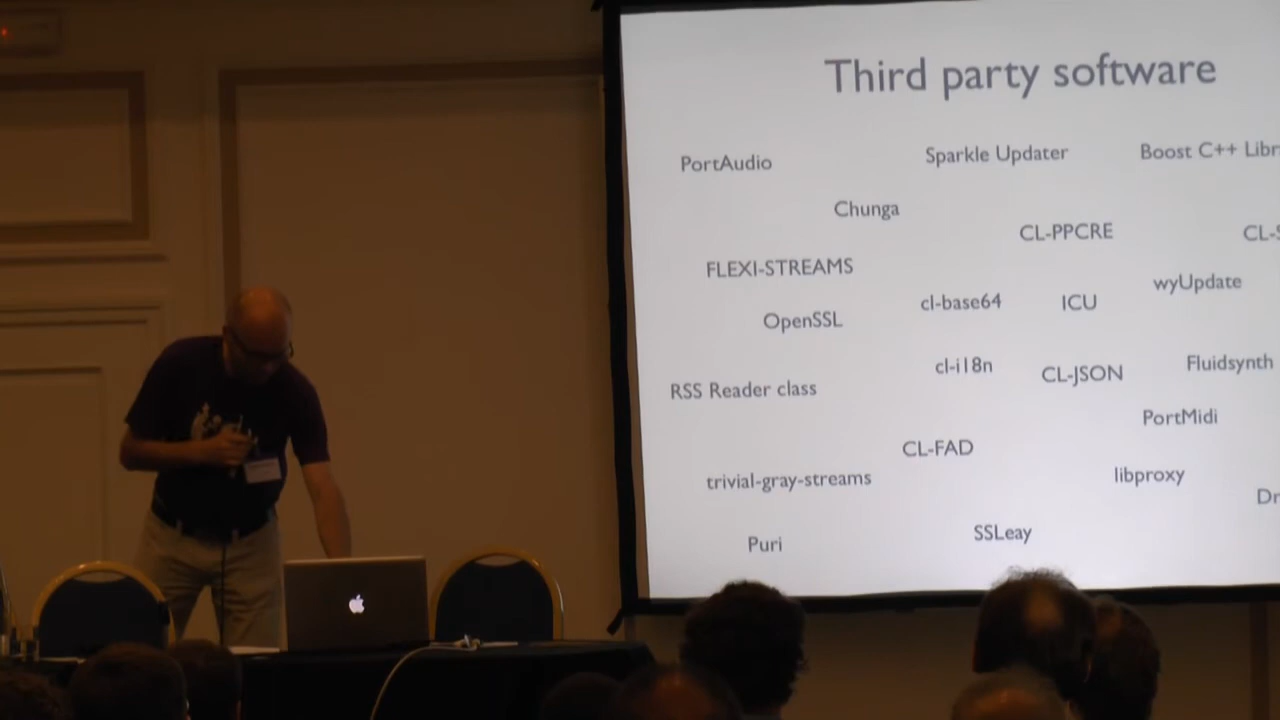 Third party software
PortAudio
Sparkle Updater
Boost C++
Chunga
CL-PPCRE
FLEXI-STREAMS
wyUpdate
cl-base64
ICU
OpenSSL
cl-i18n
CL-JSON
Fluidsynth
RSS Reader class
PortMidi
CL-FAD
trivial-gray-streams
libproxy
SSLeay
Puri